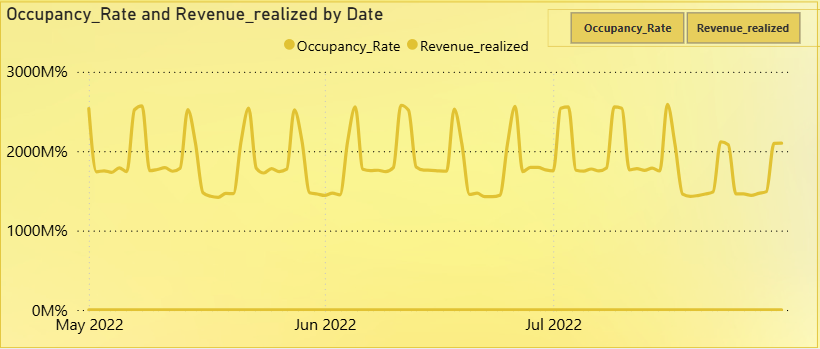 Occupancy_Rate and Revenue_realized by Date
Occupancy_Rate Revenue_realized
Occupancy_Rate Revenue_realized
3000M%
2000M%
1000M%
0M%
May 2022 Jun 2022 Jul 2022